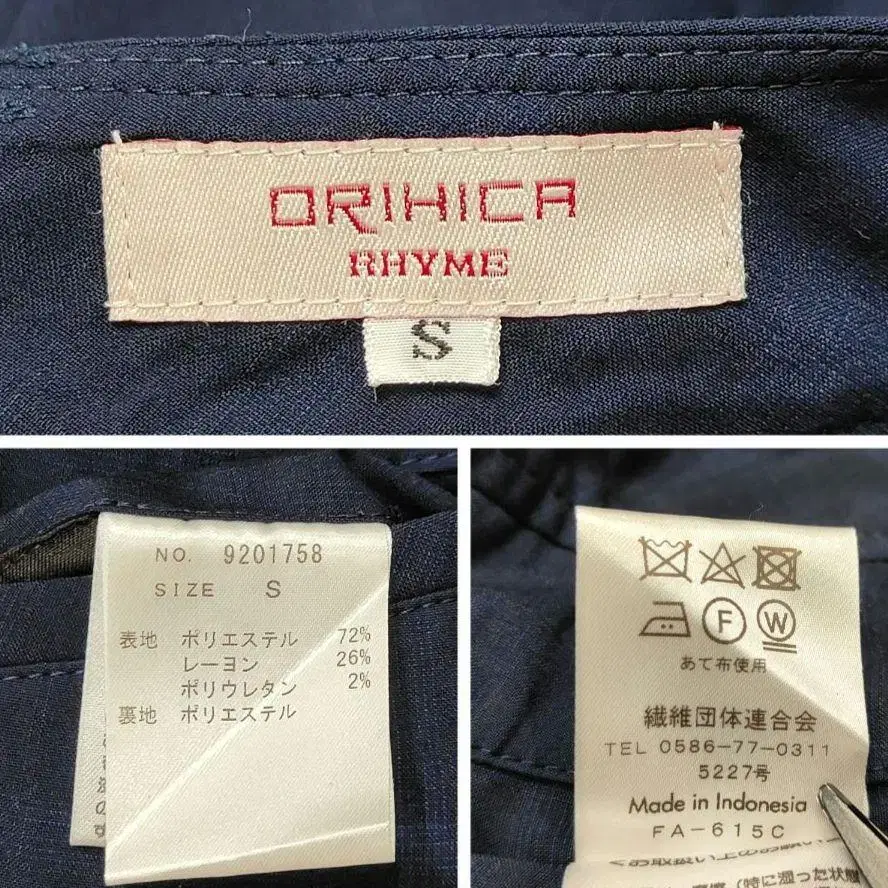 ORIHICA
RHYME
S
NO. 9201758
SIZE S
表地 ポリエステル 72%
レーヨン 26%
ポリウレタン 2%
裏地 ポリエステル
F
W
あて布使用
繊維団体連合会
TEL 0586-77-0311
5227号
Made in Indonesia
FA-615C